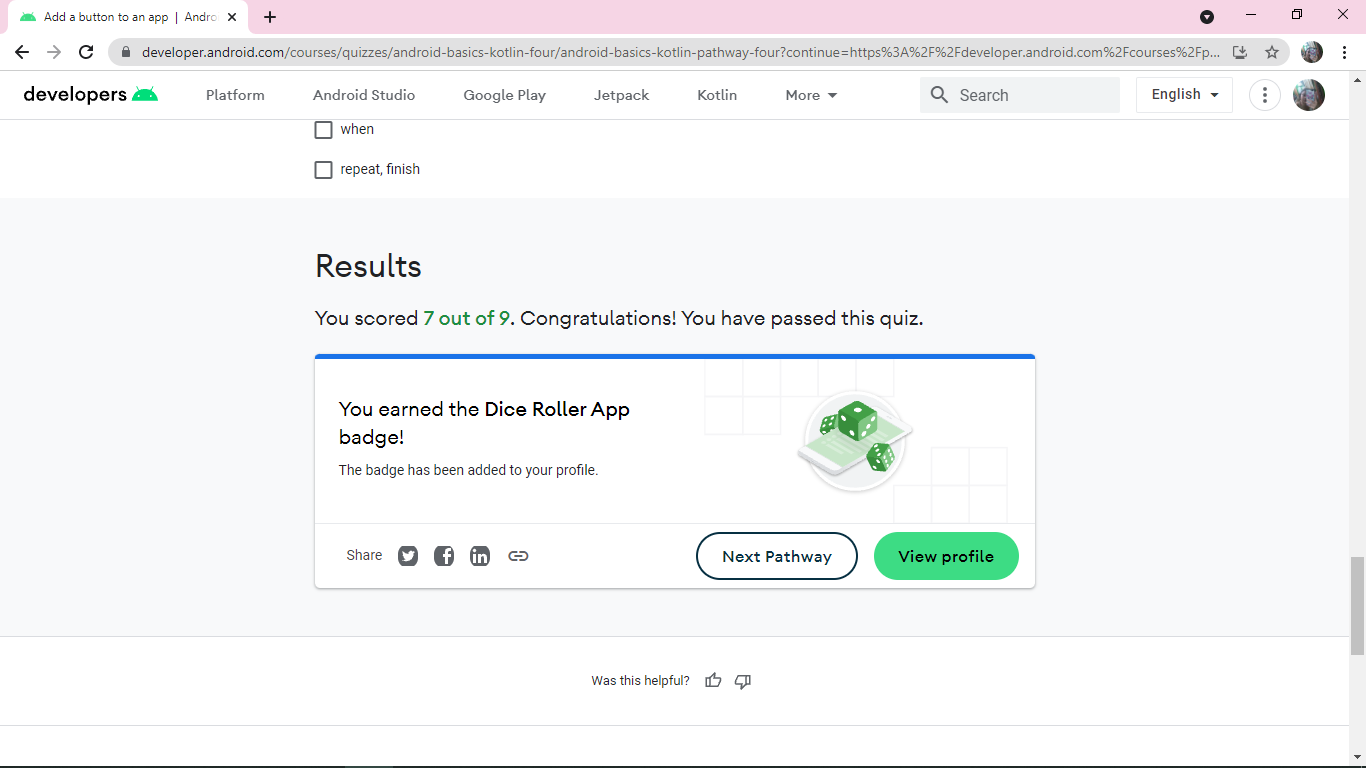 Add a button to an app | Andro
developer.android.com/courses/quizzes/android-basics-kotlin-four/android-basics-kotlin-pathway-four?continue=https%3A%2F%2Fdeveloper.android.com%2Fcourses%2Fp...
developers Platform Android Studio Google Play Jetpack Kotlin More Search English
when
repeat, finish
Results
You scored 7 out of 9. Congratulations! You have passed this quiz.
You earned the Dice Roller App
badge!
The badge has been added to your profile.
Share Next Pathway View profile
Was this helpful?